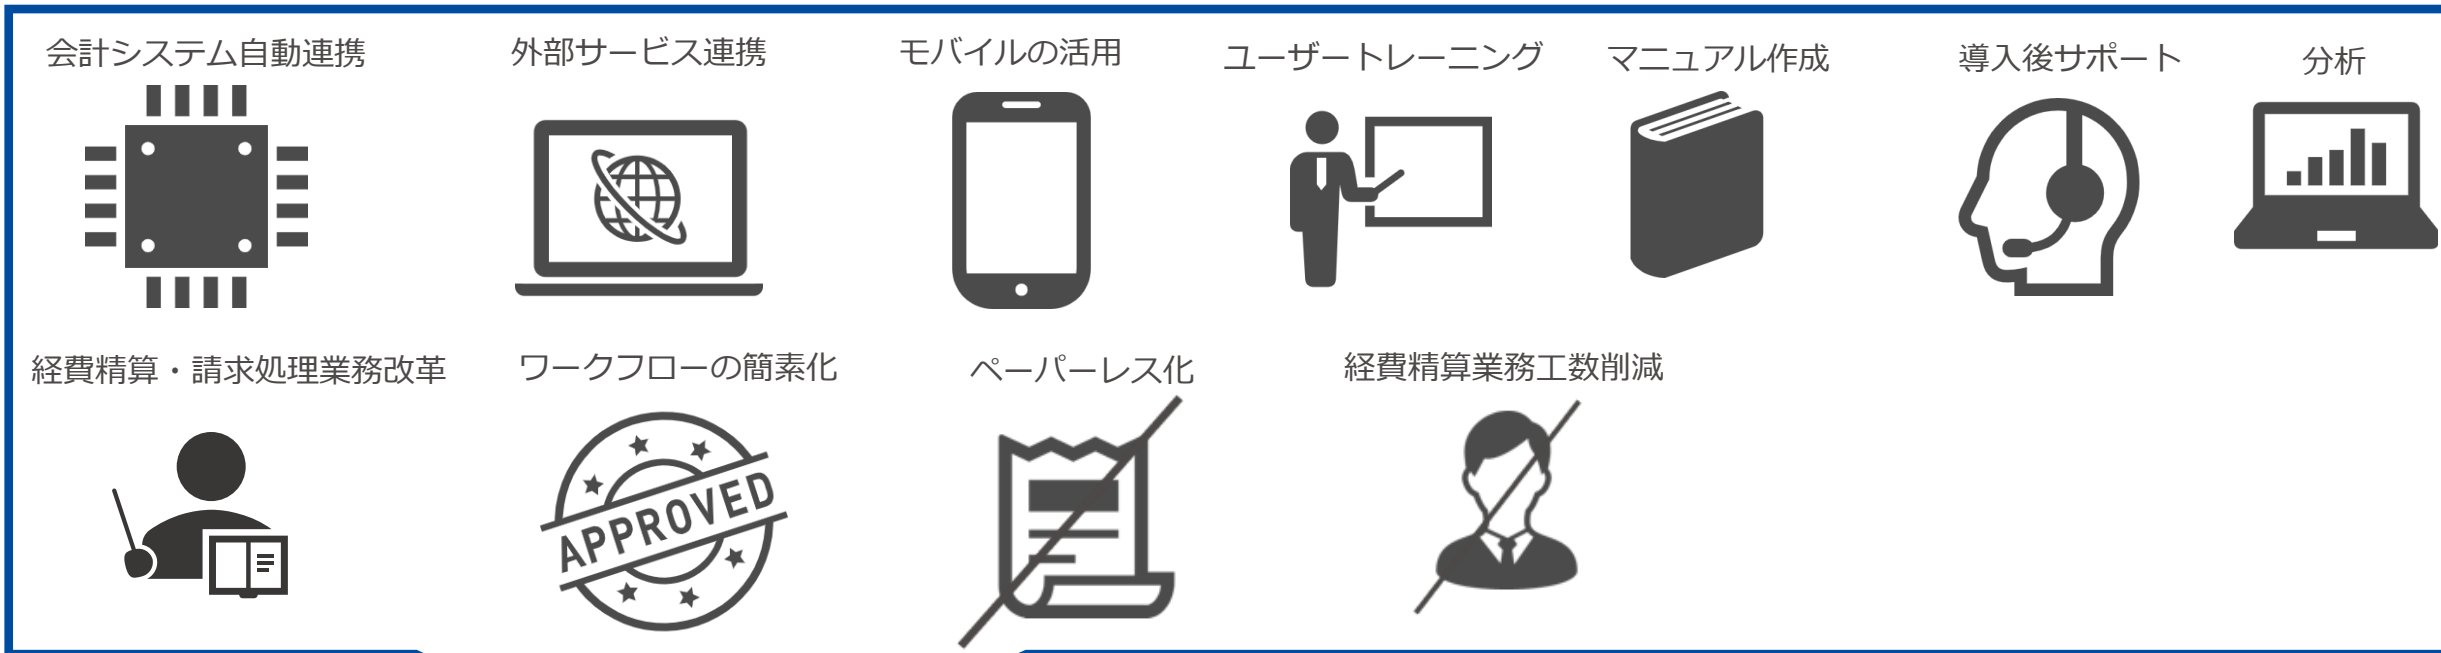 会計システム自動連携
外部サービス連携
モバイルの活用
ユーザートレーニング
マニュアル作成
導入後サポート
分析
経費精算・請求処理業務改革
ワークフローの簡素化
ペーパーレス化
経費精算業務工数削減
APPROVED